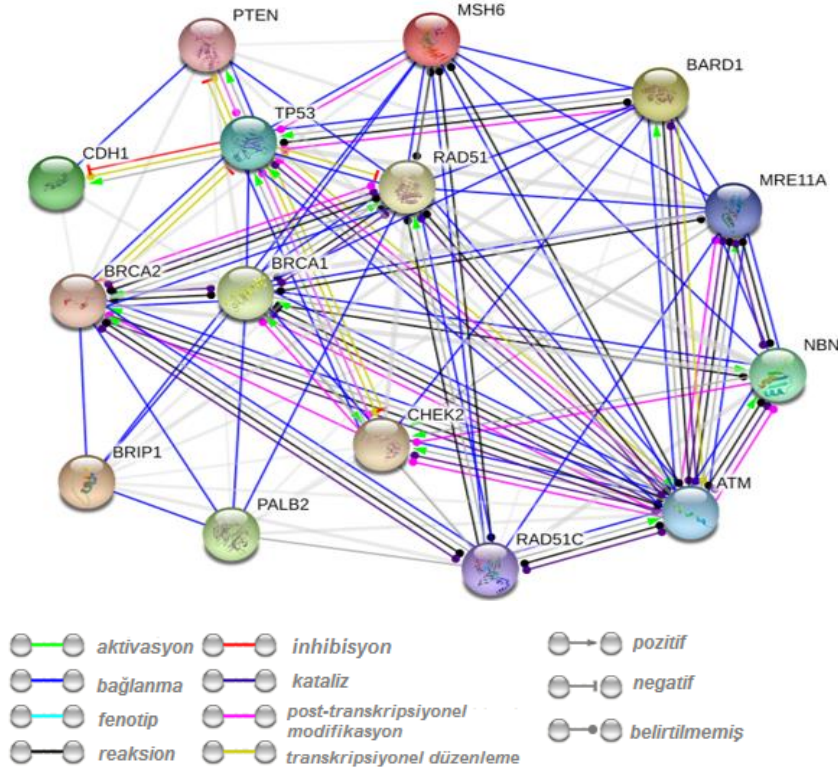 PTEN
MSH6
BARD1
TP53
CDH1
RAD51
MRE11A
BRCA2
BRCA1
NBN
CHEK2
BRIP1
ATM
PALB2
RAD51C
aktivasyon
inhibisyon
pozitif
bağlanma
kataliz
negatif
fenotip
post-transkripsiyonel
modifikasyon
belirtilmemiş
reaksion
transkripsiyonel düzenleme